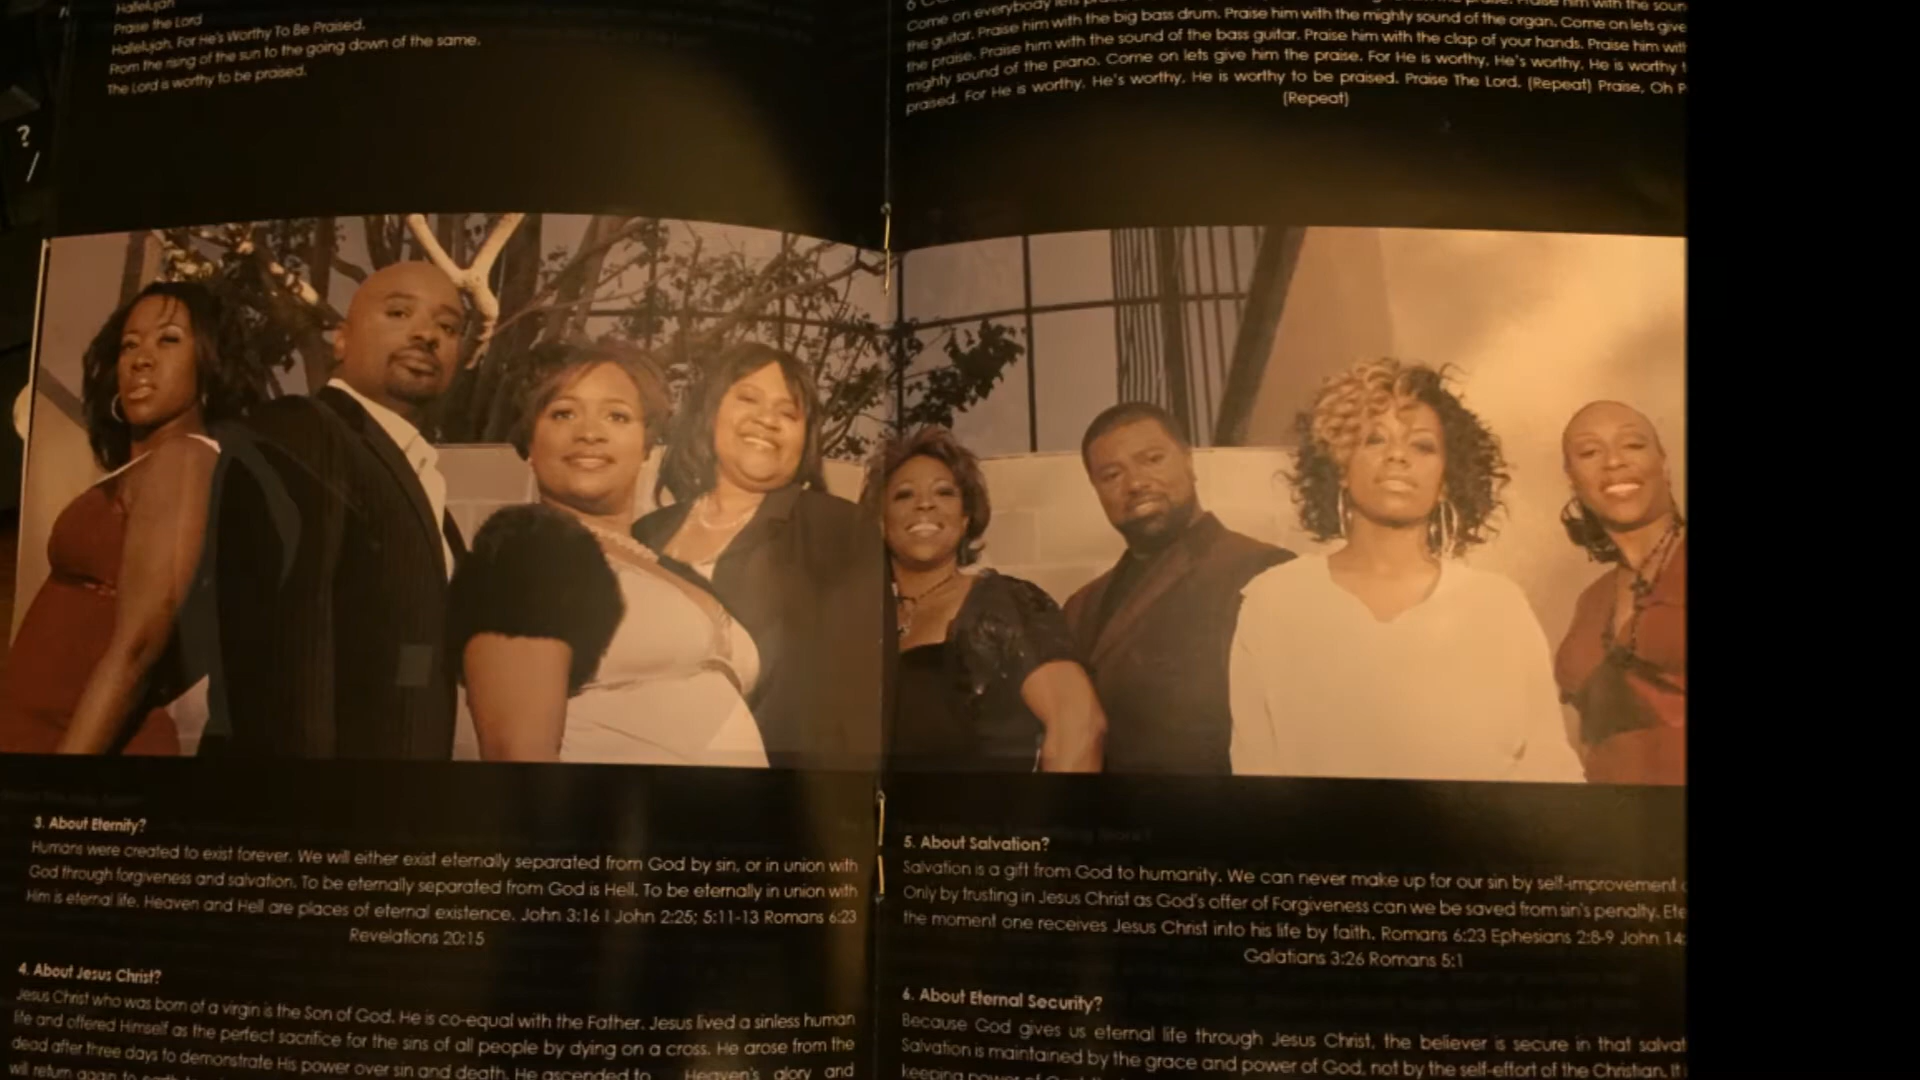 Hallelujah
Praise the Lord
Hallelujah, For He's Worthy To Be Praised,
From the rising of the sun to the going down of the same.
The Lord is worthy to be praised.
?
/
Come on everybody lets
the guitar. Praise him with the big bass drum. Praise him with the mighty sound of the organ. Come on lets give
the praise. Praise him with the sound of the bass guitar. Praise him with the clap of your hands. Praise him
mighty sound of the piano. Come on lets give him the praise. For He is worthy, He's worthy, He is worthy
praised. For He is worthy, He's worthy, He is worthy to be praised. Praise The Lord. (Repeat) Praise, Oh P
(Repeat)
3. About Eternity?
Humans were created to exist forever. We will either exist eternally separated from God by sin, or in union with
God through forgiveness and salvation. To be eternally separated from God is Hell. To be eternally in union with
Him is eternal life. Heaven and Hell are places of eternal existence. John 3:16 I John 2:25; 5:11-13 Romans 6:23
Revelations 20:15
4. About Jesus Christ?
Jesus Christ who was born of a virgin is the Son of God. He is co-equal with the Father. Jesus lived a sinless human
life and offered Himself as the perfect sacrifice for the sins of all people by dying on a cross. He arose from the
dead after three days to demonstrate His power over sin and death. He ascended to Heaven's glory and
will return again to
5. About Salvation?
Salvation is a gift from God to humanity. We can never make up for our sin by self-improvement
Only by trusting in Jesus Christ as God's offer of Forgiveness can we be saved from sin's penalty. Ete
the moment one receives Jesus Christ into his life by faith. Romans 6:23 Ephesians 2:8-9 John 14:
Galatians 3:26 Romans 5:1
6. About Eternal Security?
Because God gives us eternal life through Jesus Christ, the believer is secure in that salvat
Salvation is maintained by the grace and power of God, not by the self-effort of the Christian. It
keeping power of